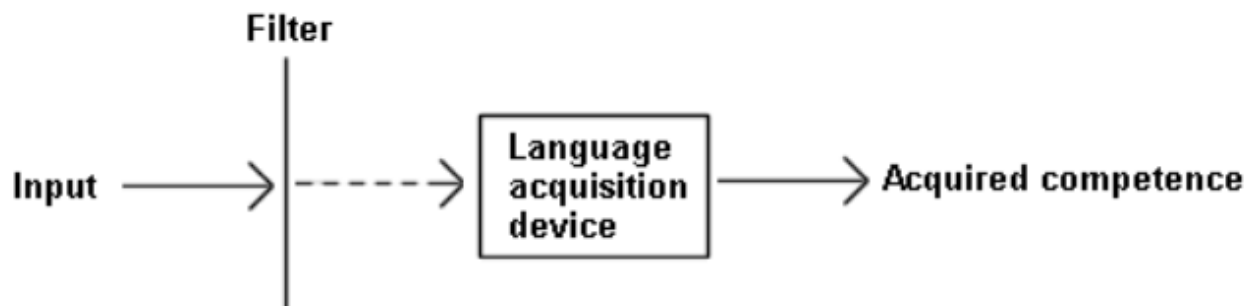 Filter
Input
Language
acquisition
device
Acquired competence